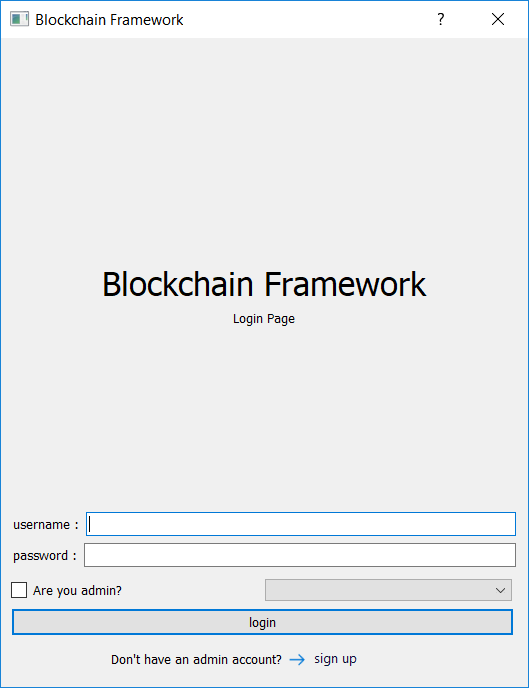 Blockchain Framework ?
Blockchain Framework
Login Page
username :
password :
Are you admin?
login
Don't have an admin account? → sign up